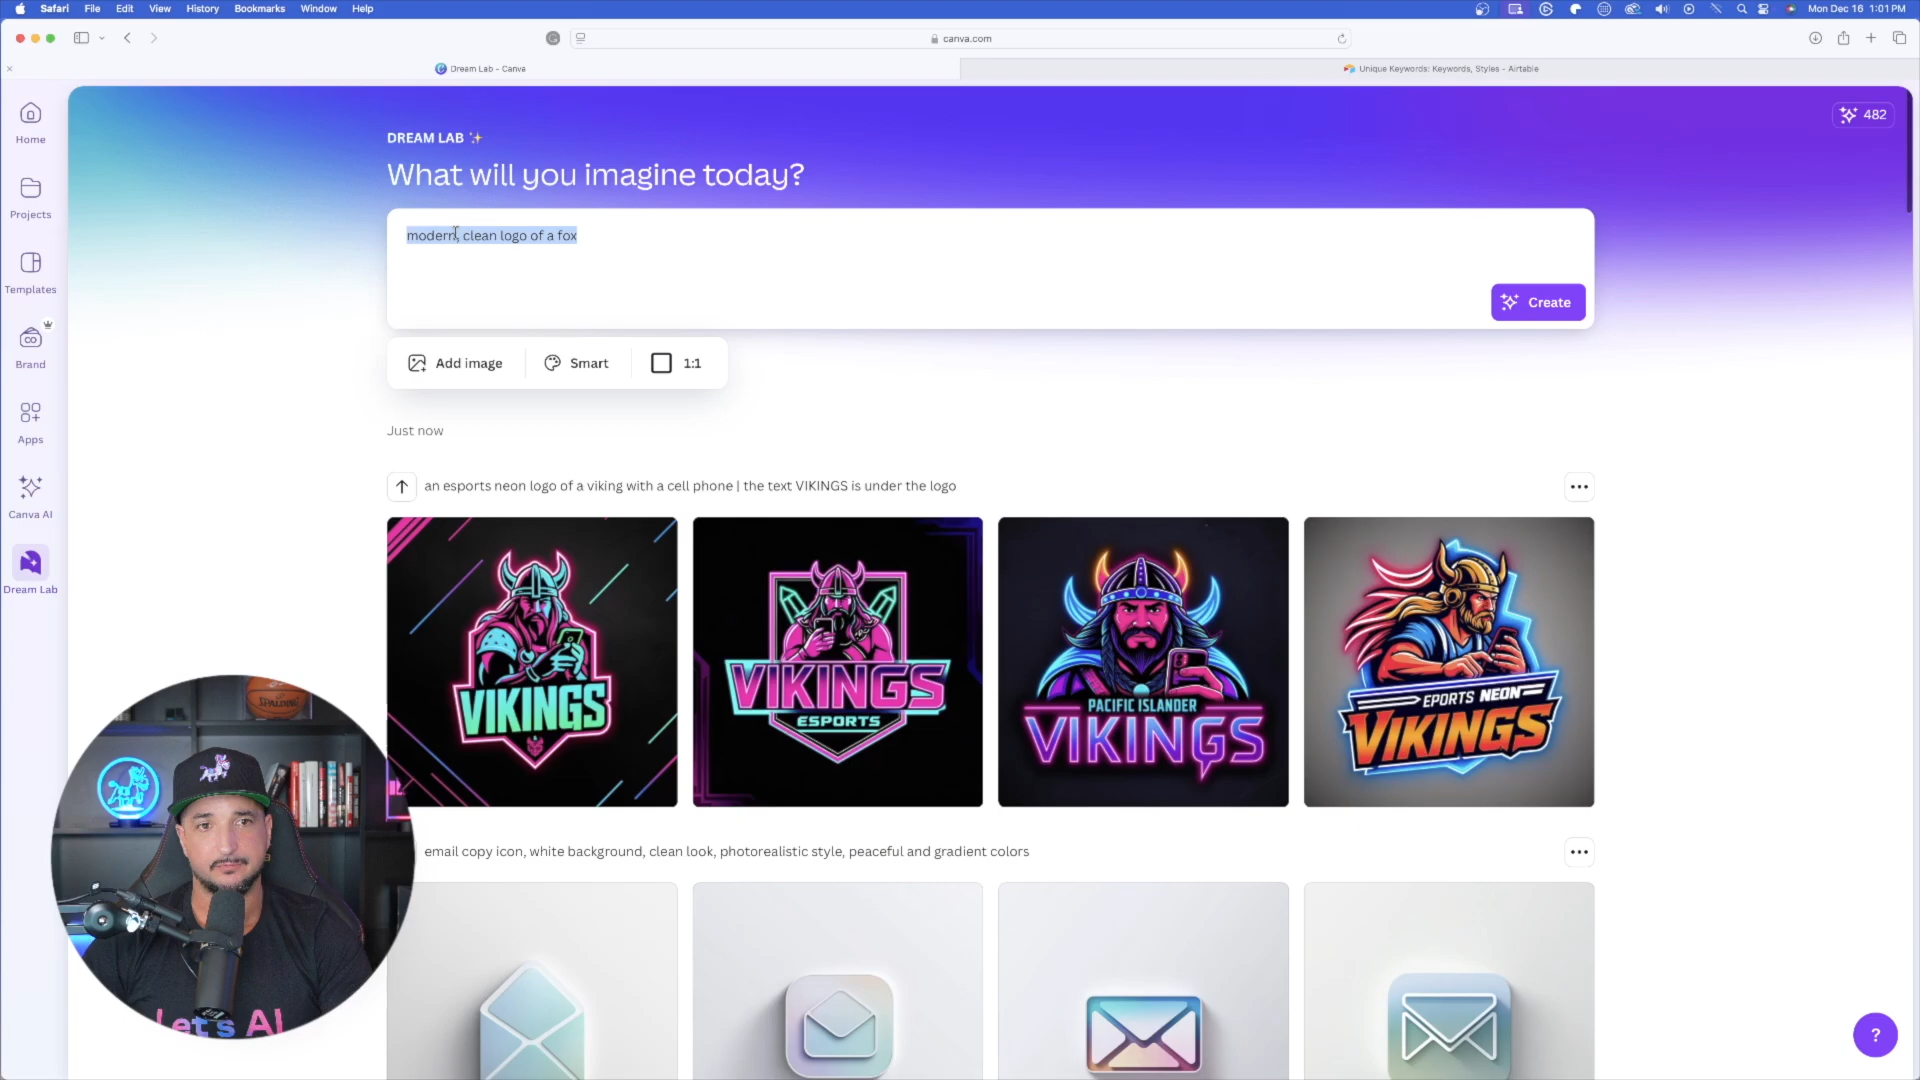 Safari File Edit View History Bookmarks Window Help
Mon Dec 16 1:01 PM
canva.com
Dream Lab - Canva
Unique Keywords: Keywords, Styles - Airtable
482
Home
Projects
Templates
Brand
Apps
Canva AI
Dream Lab
DREAM LAB
What will you imagine today?
modern, clean logo of a fox
Create
Add image
Smart
1:1
Just now
an esports neon logo of a viking with a cell phone | the text VIKINGS is under the logo
VIKINGS
VIKINGS
ESPORTS
PACIFIC ISLANDER
VIKINGS
EPORTS NEON
VIKINGS
email copy icon, white background, clean look, photorealistic style, peaceful and gradient colors
SPALDING
Let's AI
?